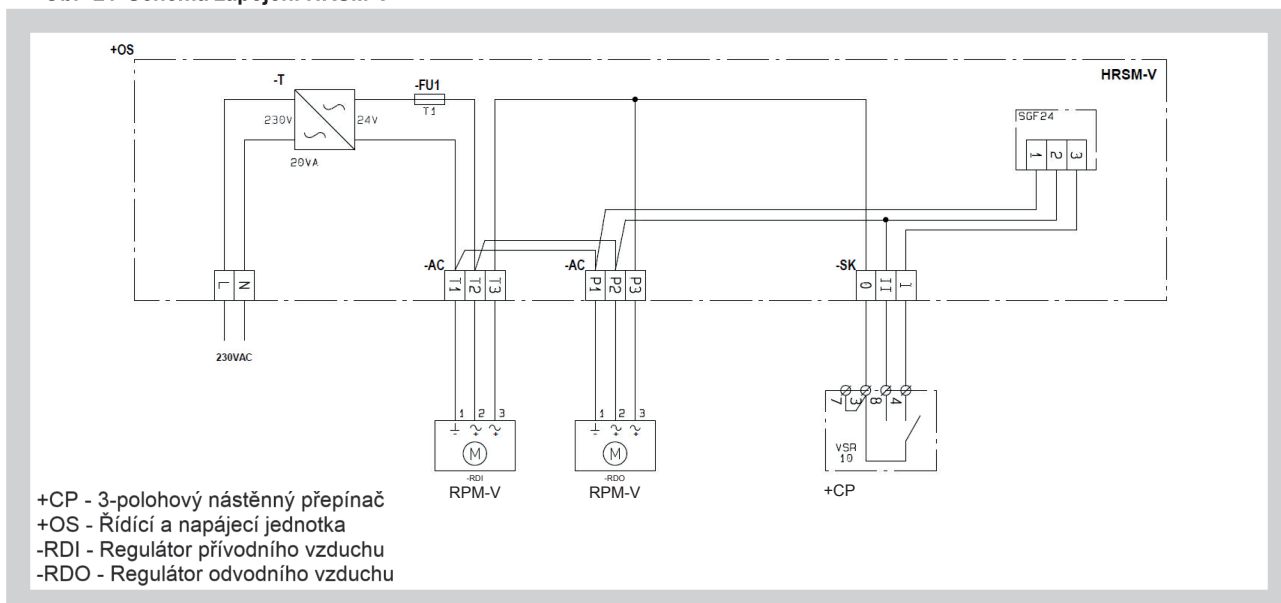 +OS
HRSM-V
-T
-FU1
T1
230V
24V
20VA
SGF24
1 2 3
-AC
-AC
-SK
L N
T1 T2 T3
P1 P2 P3
0 II I
230VAC
1 2 3
1 2 3
7 3 8 4
M
M
VSR
10
-RDI
-RDO
RPM-V
RPM-V
+CP
+CP - 3-polohový nástěnný přepínač
+OS - Řídící a napájecí jednotka
-RDI - Regulátor přívodního vzduchu
-RDO - Regulátor odvodního vzduchu